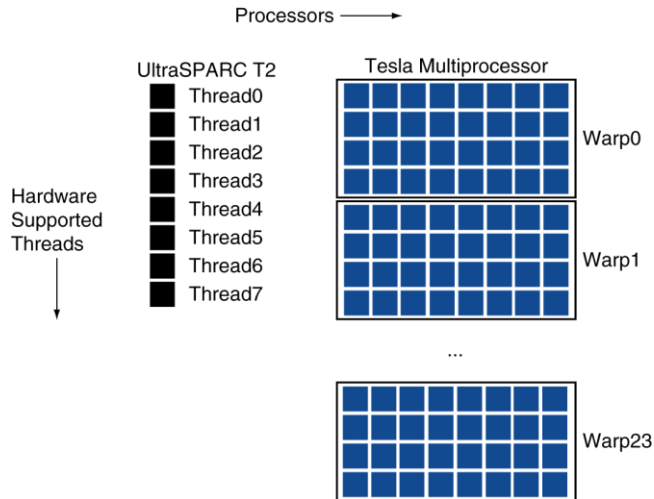 Processors
UltraSPARC T2
Tesla Multiprocessor
Thread0
Thread1
Thread2
Thread3
Thread4
Thread5
Thread6
Thread7
Hardware
Supported
Threads
Warp0
Warp1
...
Warp23